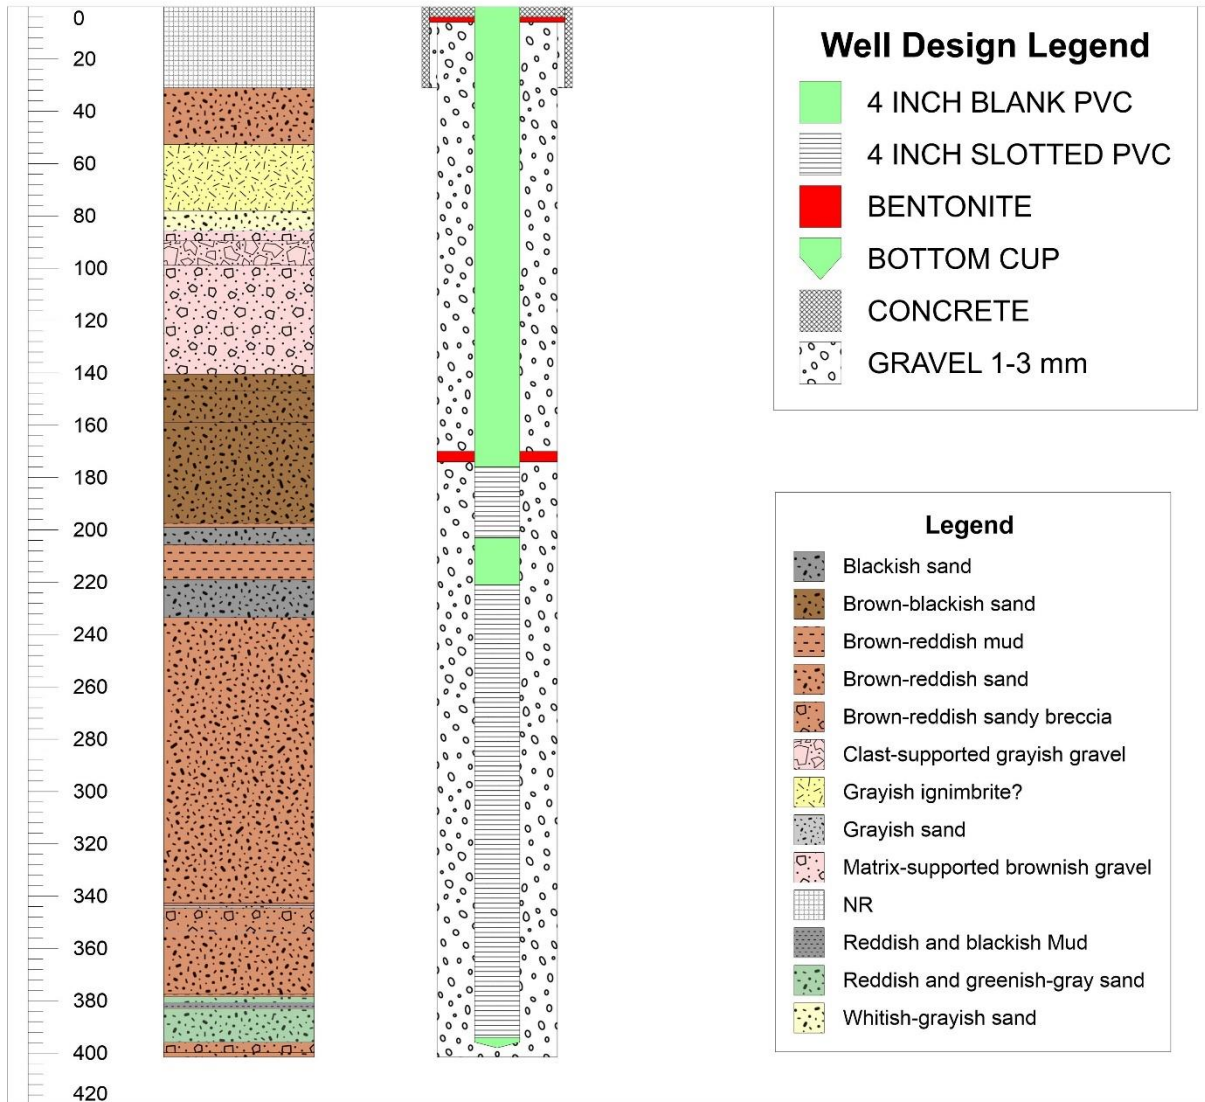 0
20
40
60
80
100
120
140
160
180
200
220
240
260
280
300
320
340
360
380
400
420
Well Design Legend
4 INCH BLANK PVC
4 INCH SLOTTED PVC
BENTONITE
BOTTOM CUP
CONCRETE
GRAVEL 1-3 mm
Legend
Blackish sand
Brown-blackish sand
Brown-reddish mud
Brown-reddish sand
Brown-reddish sandy breccia
Clast-supported grayish gravel
Grayish ignimbrite?
Grayish sand
Matrix-supported brownish gravel
NR
Reddish and blackish Mud
Reddish and greenish-gray sand
Whitish-grayish sand